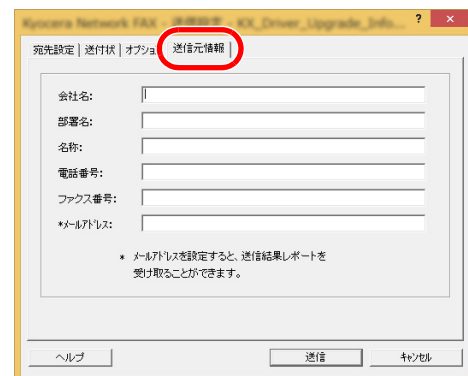 Kyocera Network FAX - 送信設定 - KX_Driver_Upgrade_Info... ? ×
宛先設定 送付状 オプショ 送信元情報
会社名:
部署名:
名称:
電話番号:
ファクス番号:
*メールアドレス:
* メールアドレスを設定すると、送信結果レポートを
受け取ることができます。
ヘルプ 送信 キャンセル